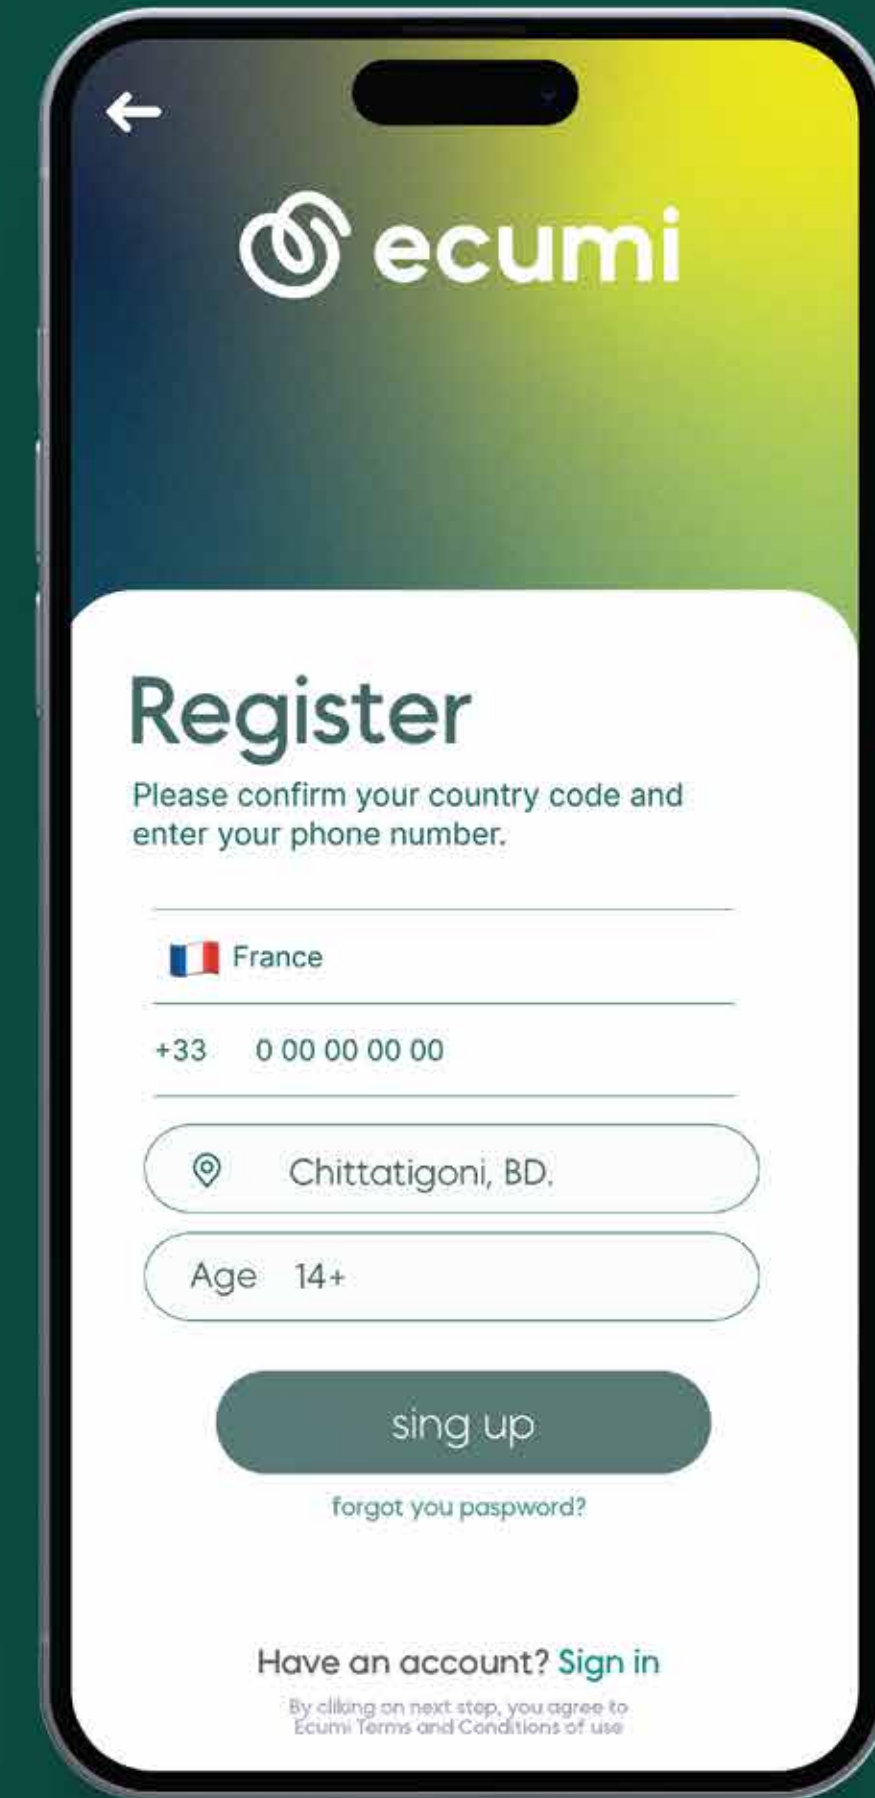 ecumi
Register
Please confirm your country code and
enter your phone number.
France
+33 0 00 00 00 00
Chittatigoni, BD.
Age 14+
sing up
forgot you paspword?
Have an account? Sign in
By cliking on next step, you agree to
Ecumi Terms and Conditions of use